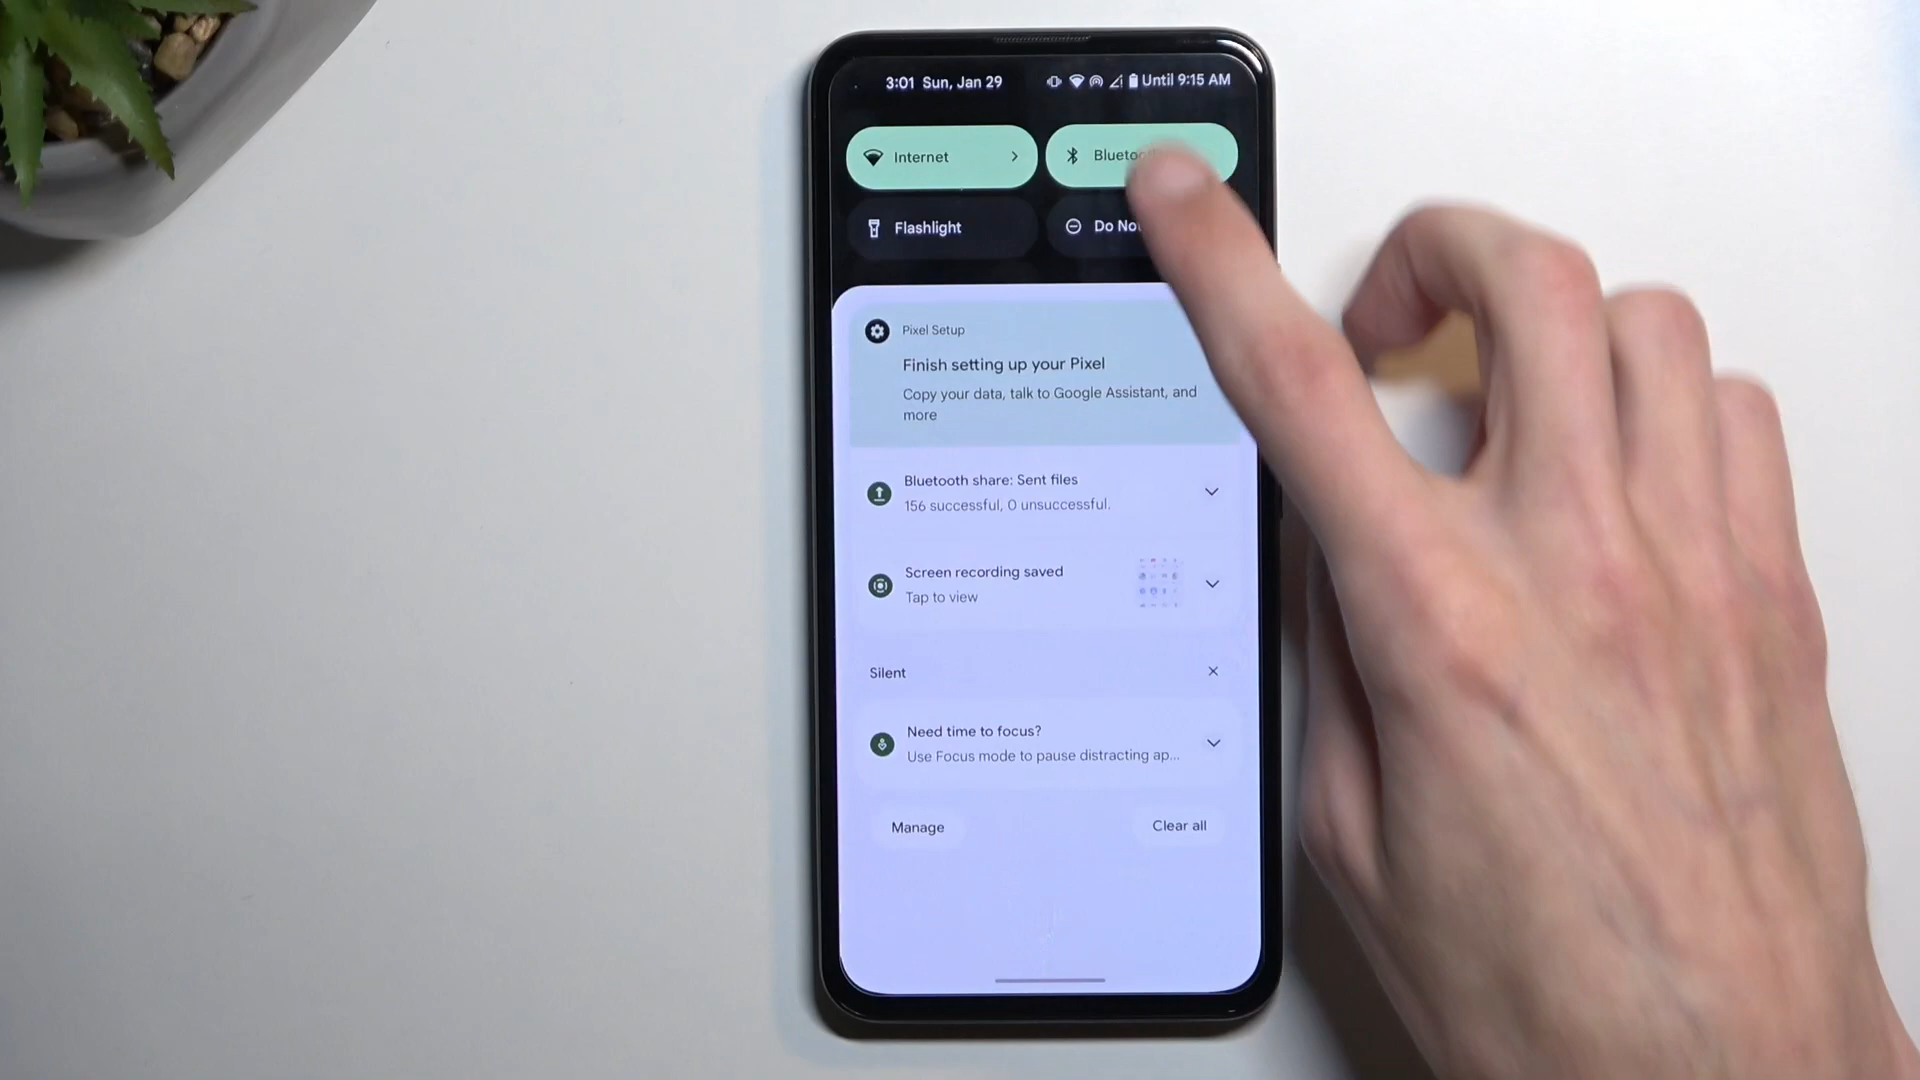 3:01 Sun, Jan 29
Until 9:15 AM
Internet
Flashlight
Do
Pixel Setup
Finish setting up your Pixel
Copy your data, talk to Google Assistant, and
more
Bluetooth share: Sent files
156 successful, 0 unsuccessful.
Screen recording saved
Tap to view
Silent
Need time to focus?
Use Focus mode to pause distracting ap...
Manage
Clear all